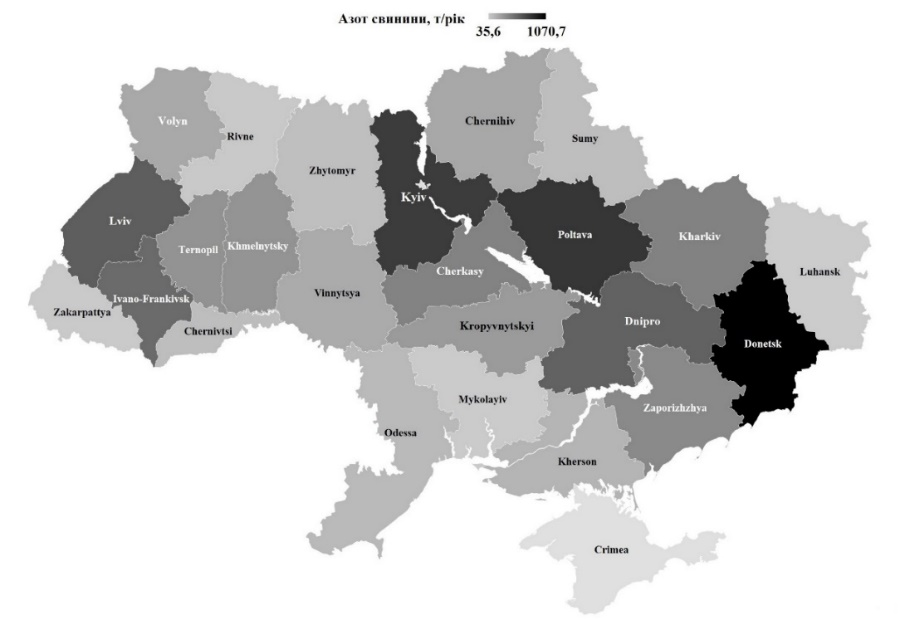 Азот свинини, т/рік
35,6 1070,7
Volyn
Rivne
Chernihiv
Sumy
Zhytomyr
Kyiv
Lviv
Ternopil
Khmelnytsky
Poltava
Kharkiv
Cherkasy
Luhansk
Ivano-Frankivsk
Zakarpattya
Vinnytsya
Chernivtsi
Kropyvnytskyi
Dnipro
Donetsk
Mykolayiv
Zaporizhzhya
Odessa
Kherson
Crimea